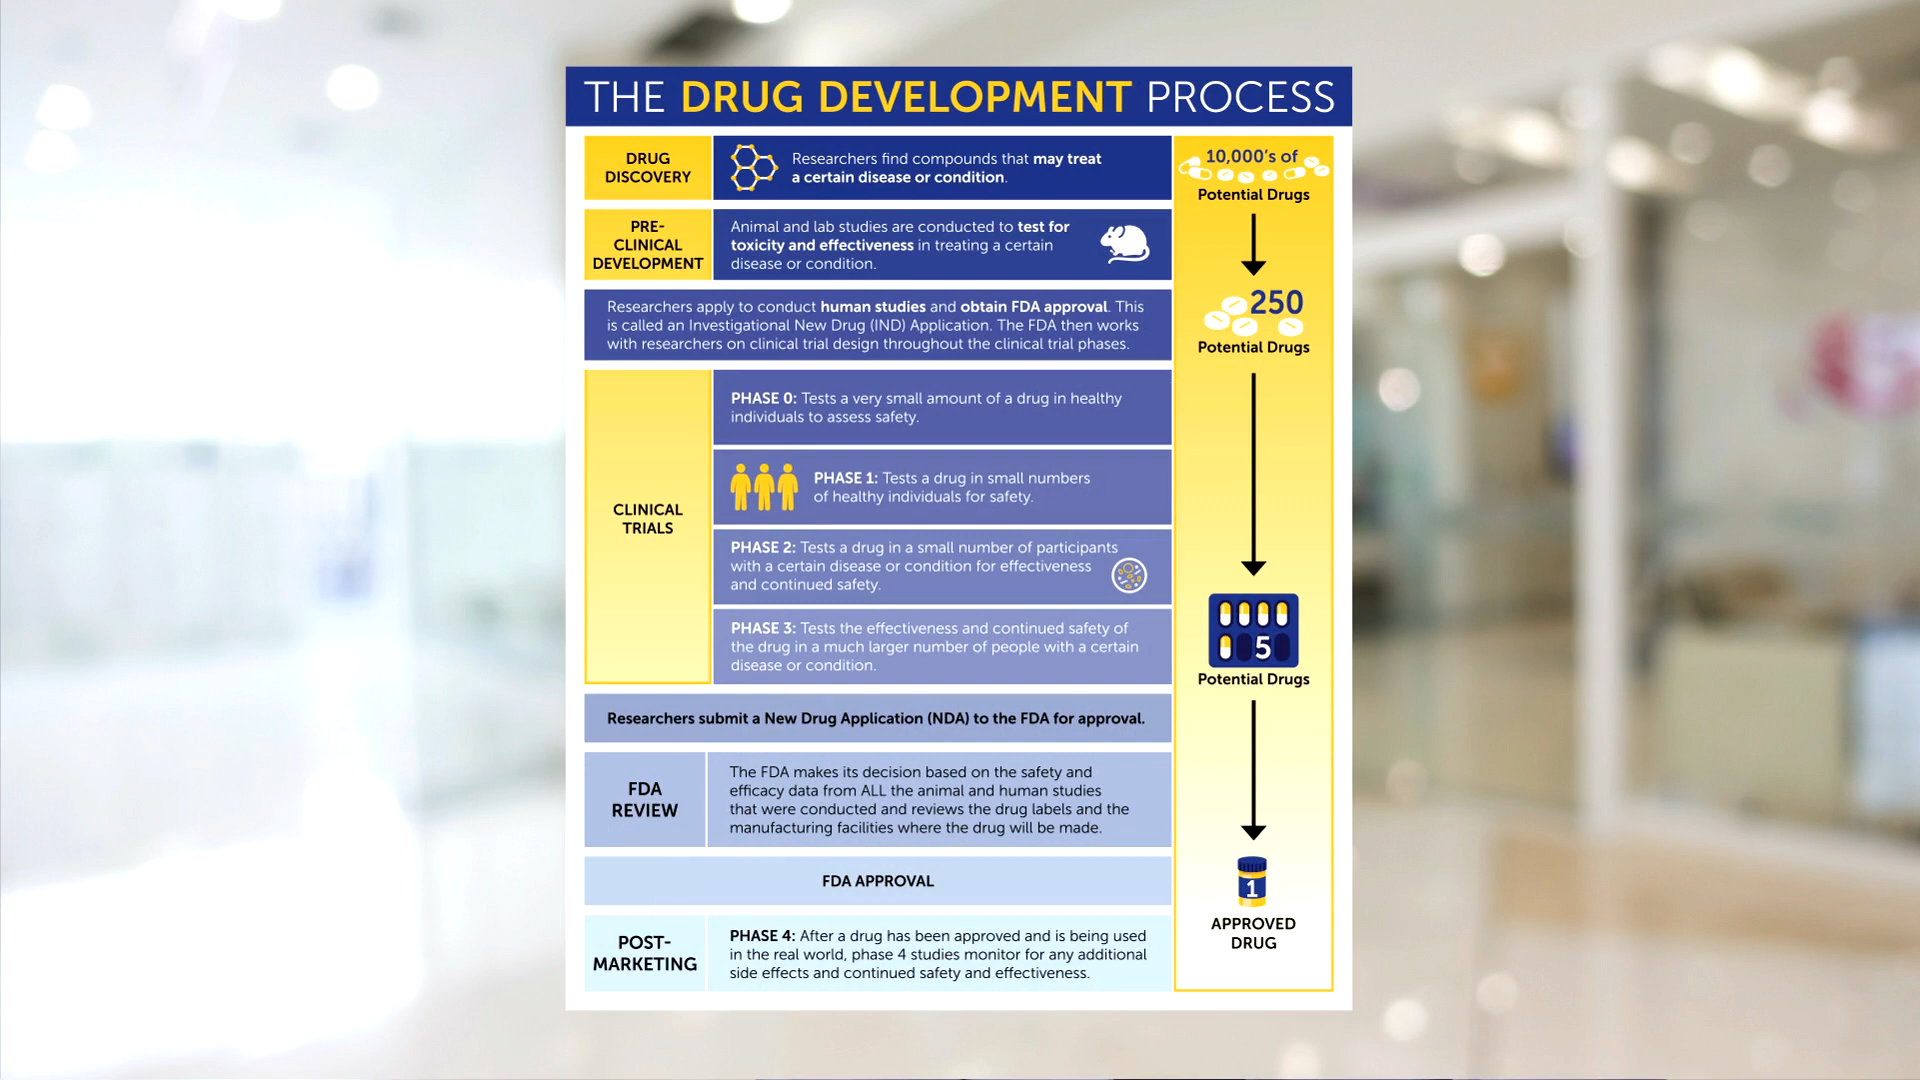 THE DRUG DEVELOPMENT PROCESS
DRUG
DISCOVERY
Researchers find compounds that may treat
a certain disease or condition.
10,000's of
Potential Drugs
PRE-
CLINICAL
DEVELOPMENT
Animal and lab studies are conducted to test for
toxicity and effectiveness in treating a certain
disease or condition.
Researchers apply to conduct human studies and obtain FDA approval. This
is called an Investigational New Drug (IND) Application. The FDA then works
with researchers on clinical trial design throughout the clinical trial phases.
250
Potential Drugs
CLINICAL
TRIALS
PHASE 0: Tests a very small amount of a drug in healthy
individuals to assess safety.
PHASE 1: Tests a drug in small numbers
of healthy individuals for safety.
PHASE 2: Tests a drug in a small number of participants
with a certain disease or condition for effectiveness
and continued safety.
PHASE 3: Tests the effectiveness and continued safety of
the drug in a much larger number of people with a certain
disease or condition.
5
Potential Drugs
Researchers submit a New Drug Application (NDA) to the FDA for approval.
FDA
REVIEW
The FDA makes its decision based on the safety and
efficacy data from ALL the animal and human studies
that were conducted and reviews the drug labels and the
manufacturing facilities where the drug will be made.
FDA APPROVAL
1
APPROVED
DRUG
POST-
MARKETING
PHASE 4: After a drug has been approved and is being used
in the real world, phase 4 studies monitor for any additional
side effects and continued safety and effectiveness.